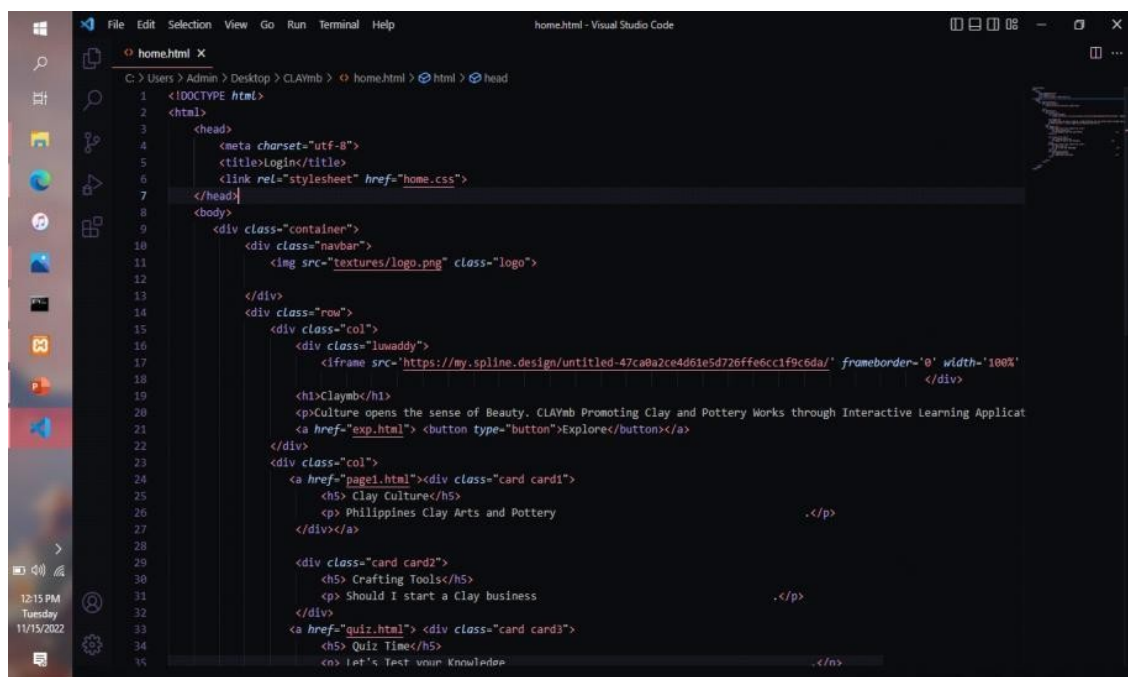 File Edit Selection View Go Run Terminal Help
home.html - Visual Studio Code
home.html
C: > Users > Admin > Desktop > CLAYmb > home.html > html > head
1 <!DOCTYPE html>
2 <html>
3 <head>
4 <meta charset="utf-8">
5 <title>Login</title>
6 <link rel="stylesheet" href="home.css">
7 </head>
8 <body>
9 <div class="container">
10 <div class="navbar">
11 <img src="textures/logo.png" class="logo">
12
13 </div>
14 <div class="row">
15 <div class="col">
16 <div class="luwaddy">
17 <iframe src='https://my.spline.design/untitled-47ca0a2ce4d61e5d726ffe6cc1f9c6da/' frameborder='0' width='100%'
18 </div>
19 <h1>Claymb</h1>
20 <p>Culture opens the sense of Beauty. CLAYmb Promoting Clay and Pottery Works through Interactive Learning Applicat
21 <a href="exp.html"> <button type="button">Explore</button></a>
22 </div>
23 <div class="col">
24 <a href="page1.html"><div class="card card1">
25 <h5> Clay Culture</h5>
26 <p> Philippines Clay Arts and Pottery .</p>
27 </div></a>
28
29 <div class="card card2">
30 <h5> Crafting Tools</h5>
31 <p> Should I start a Clay business .</p>
32 </div>
33 <a href="quiz.html"> <div class="card card3">
34 <h5> Quiz Time</h5>
35 <p> Let's Test your Knowledge .</p>
12:15 PM
Tuesday
11/15/2022